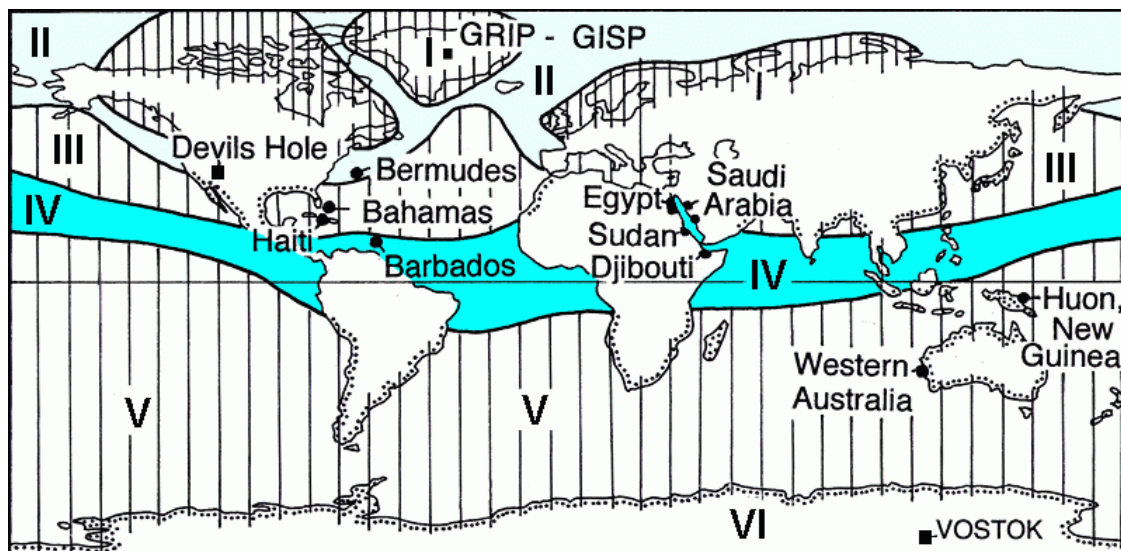 II
I
GRIP - GISP
II
I
III
Devils Hole
Bermudes
Saudi
Arabia
III
IV
Bahamas
Egypt
Haiti
Sudan
Barbados
Djibouti
IV
Huon,
New
Guinea
Western
Australia
V
V
VI
VOSTOK